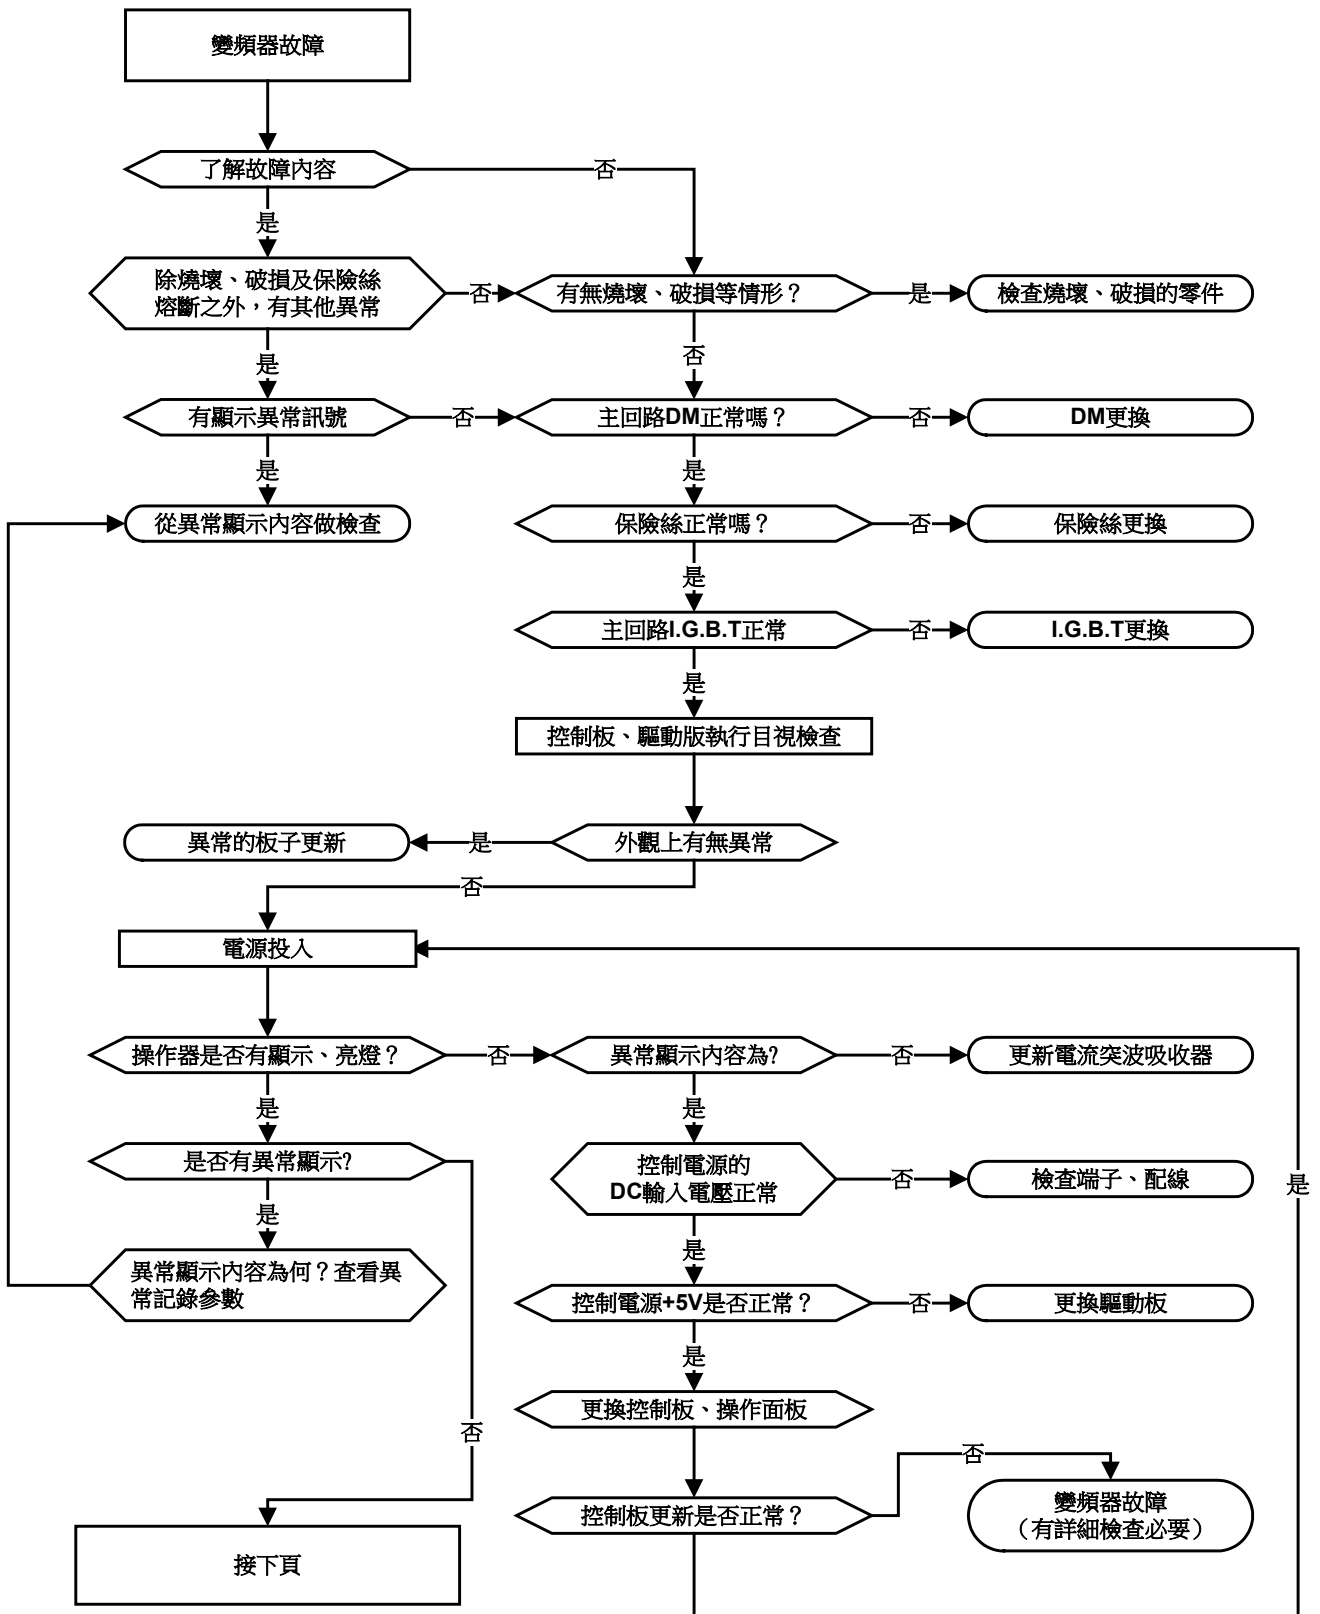 變頻器故障
了解故障內容
否
是
除燒壞、破損及保險絲
熔斷之外，有其他異常
否
有無燒壞、破損等情形？
是
檢查燒壞、破損的零件
是
否
有顯示異常訊號
否
主回路DM正常嗎？
否
DM更換
是
是
從異常顯示內容做檢查
保險絲正常嗎？
否
保險絲更換
是
主回路I.G.B.T正常
否
I.G.B.T更換
是
控制板、驅動版執行目視檢查
異常的板子更新
是
外觀上有無異常
否
電源投入
操作器是否有顯示、亮燈？
否
異常顯示內容為?
否
更新電流突波吸收器
是
是
是否有異常顯示?
控制電源的
DC輸入電壓正常
否
檢查端子、配線
是
是
是
異常顯示內容為何？查看異
常記錄參數
控制電源+5V是否正常？
否
更換驅動板
是
更換控制板、操作面板
否
否
控制板更新是否正常？
變頻器故障
（有詳細檢查必要）
接下頁